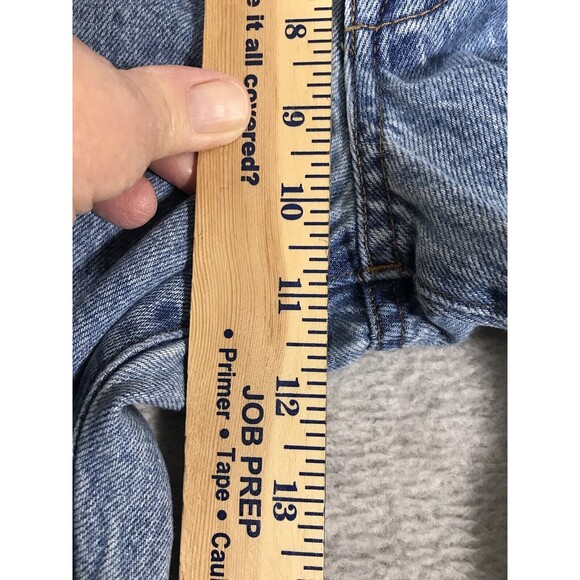 e it all covered?
JOB PREP
• Primer • Tape • Cau
8
9
10
11
12
13